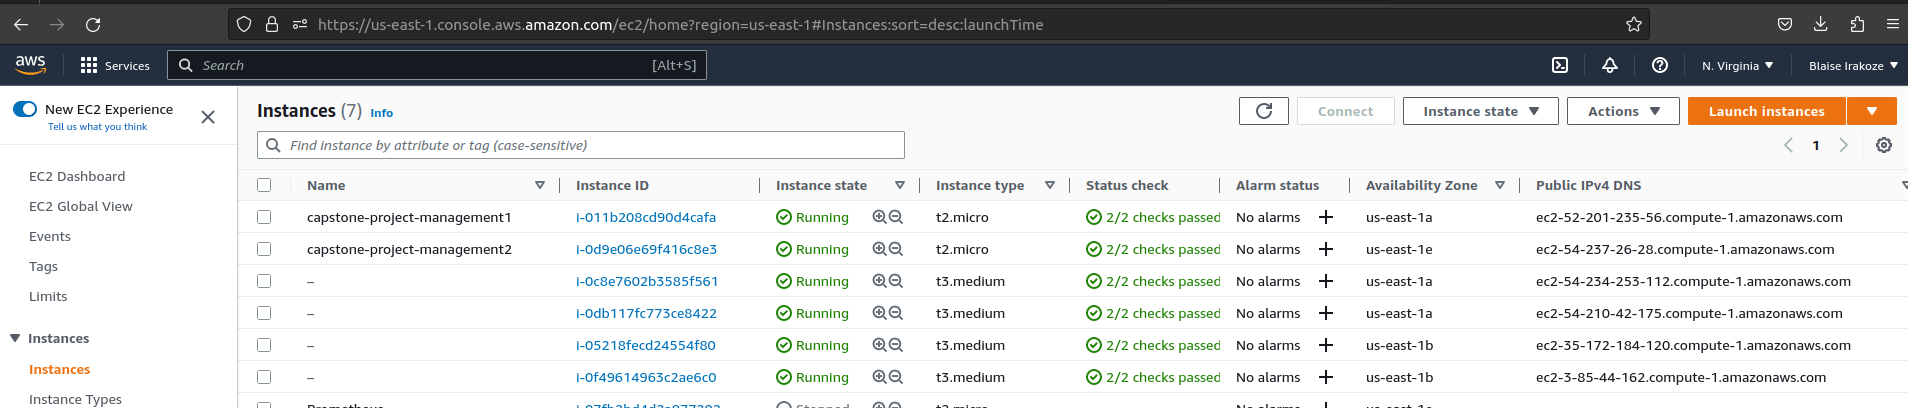 https://us-east-1.console.aws.amazon.com/ec2/home?region=us-east-1#Instances:sort=desc:launchTime
aws Services Search [Alt+S] N. Virginia Blaise Irakoze
New EC2 Experience
Tell us what you think
EC2 Dashboard
EC2 Global View
Events
Tags
Limits
Instances
Instances
Instance Types
Instances (7) Info Connect Instance state Actions Launch instances
Find instance by attribute or tag (case-sensitive) 1
Name Instance ID Instance state Instance type Status check Alarm status Availability Zone Public IPv4 DNS
capstone-project-management1 i-011b208cd90d4cafa Running t2.micro 2/2 checks passed No alarms us-east-1a ec2-52-201-235-56.compute-1.amazonaws.com
capstone-project-management2 i-0d9e06e69f416c8e3 Running t2.micro 2/2 checks passed No alarms us-east-1e ec2-54-237-26-28.compute-1.amazonaws.com
– i-0c8e7602b3585f561 Running t3.medium 2/2 checks passed No alarms us-east-1a ec2-54-234-253-112.compute-1.amazonaws.com
– i-0db117fc773ce8422 Running t3.medium 2/2 checks passed No alarms us-east-1a ec2-54-210-42-175.compute-1.amazonaws.com
– i-05218fecd24554f80 Running t3.medium 2/2 checks passed No alarms us-east-1b ec2-35-172-184-120.compute-1.amazonaws.com
– i-0f49614963c2ae6c0 Running t3.medium 2/2 checks passed No alarms us-east-1b ec2-3-85-44-162.compute-1.amazonaws.com
Prometheus Stopped t2.micro No alarms